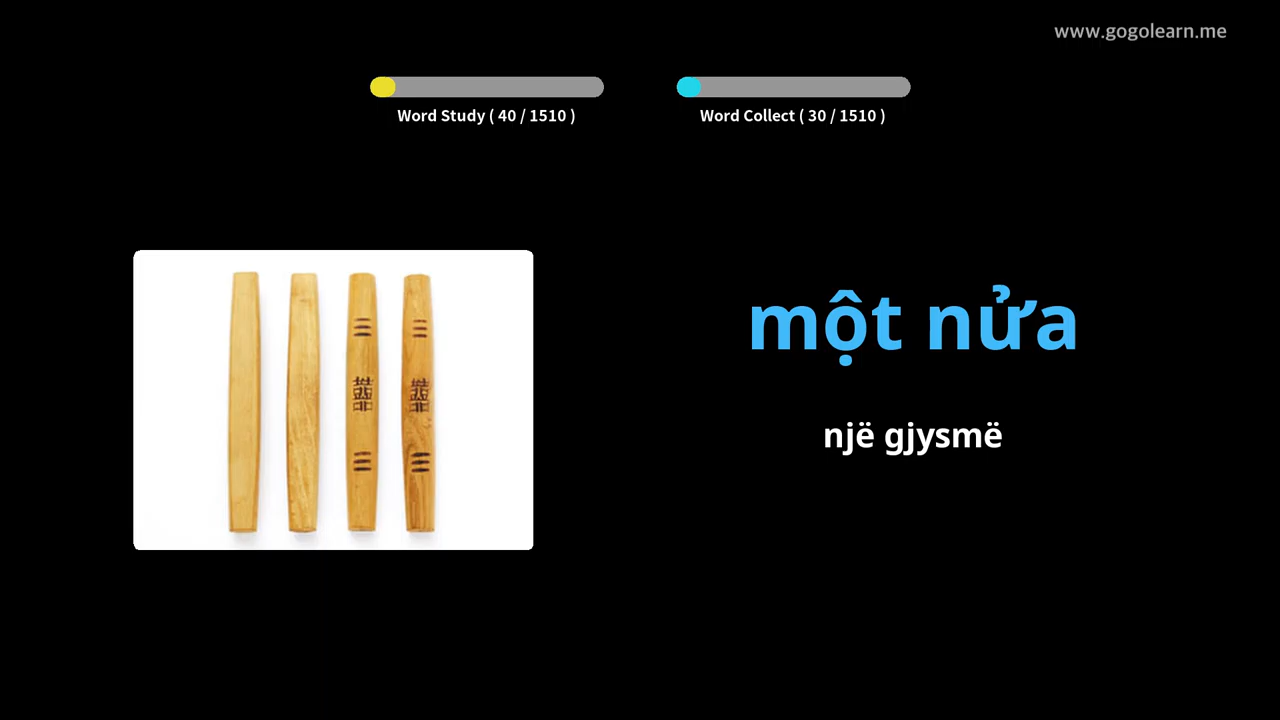 www.gogolearn.me
Word Study ( 40 / 1510 )
Word Collect ( 30 / 1510 )
một nửa
një gjysmë